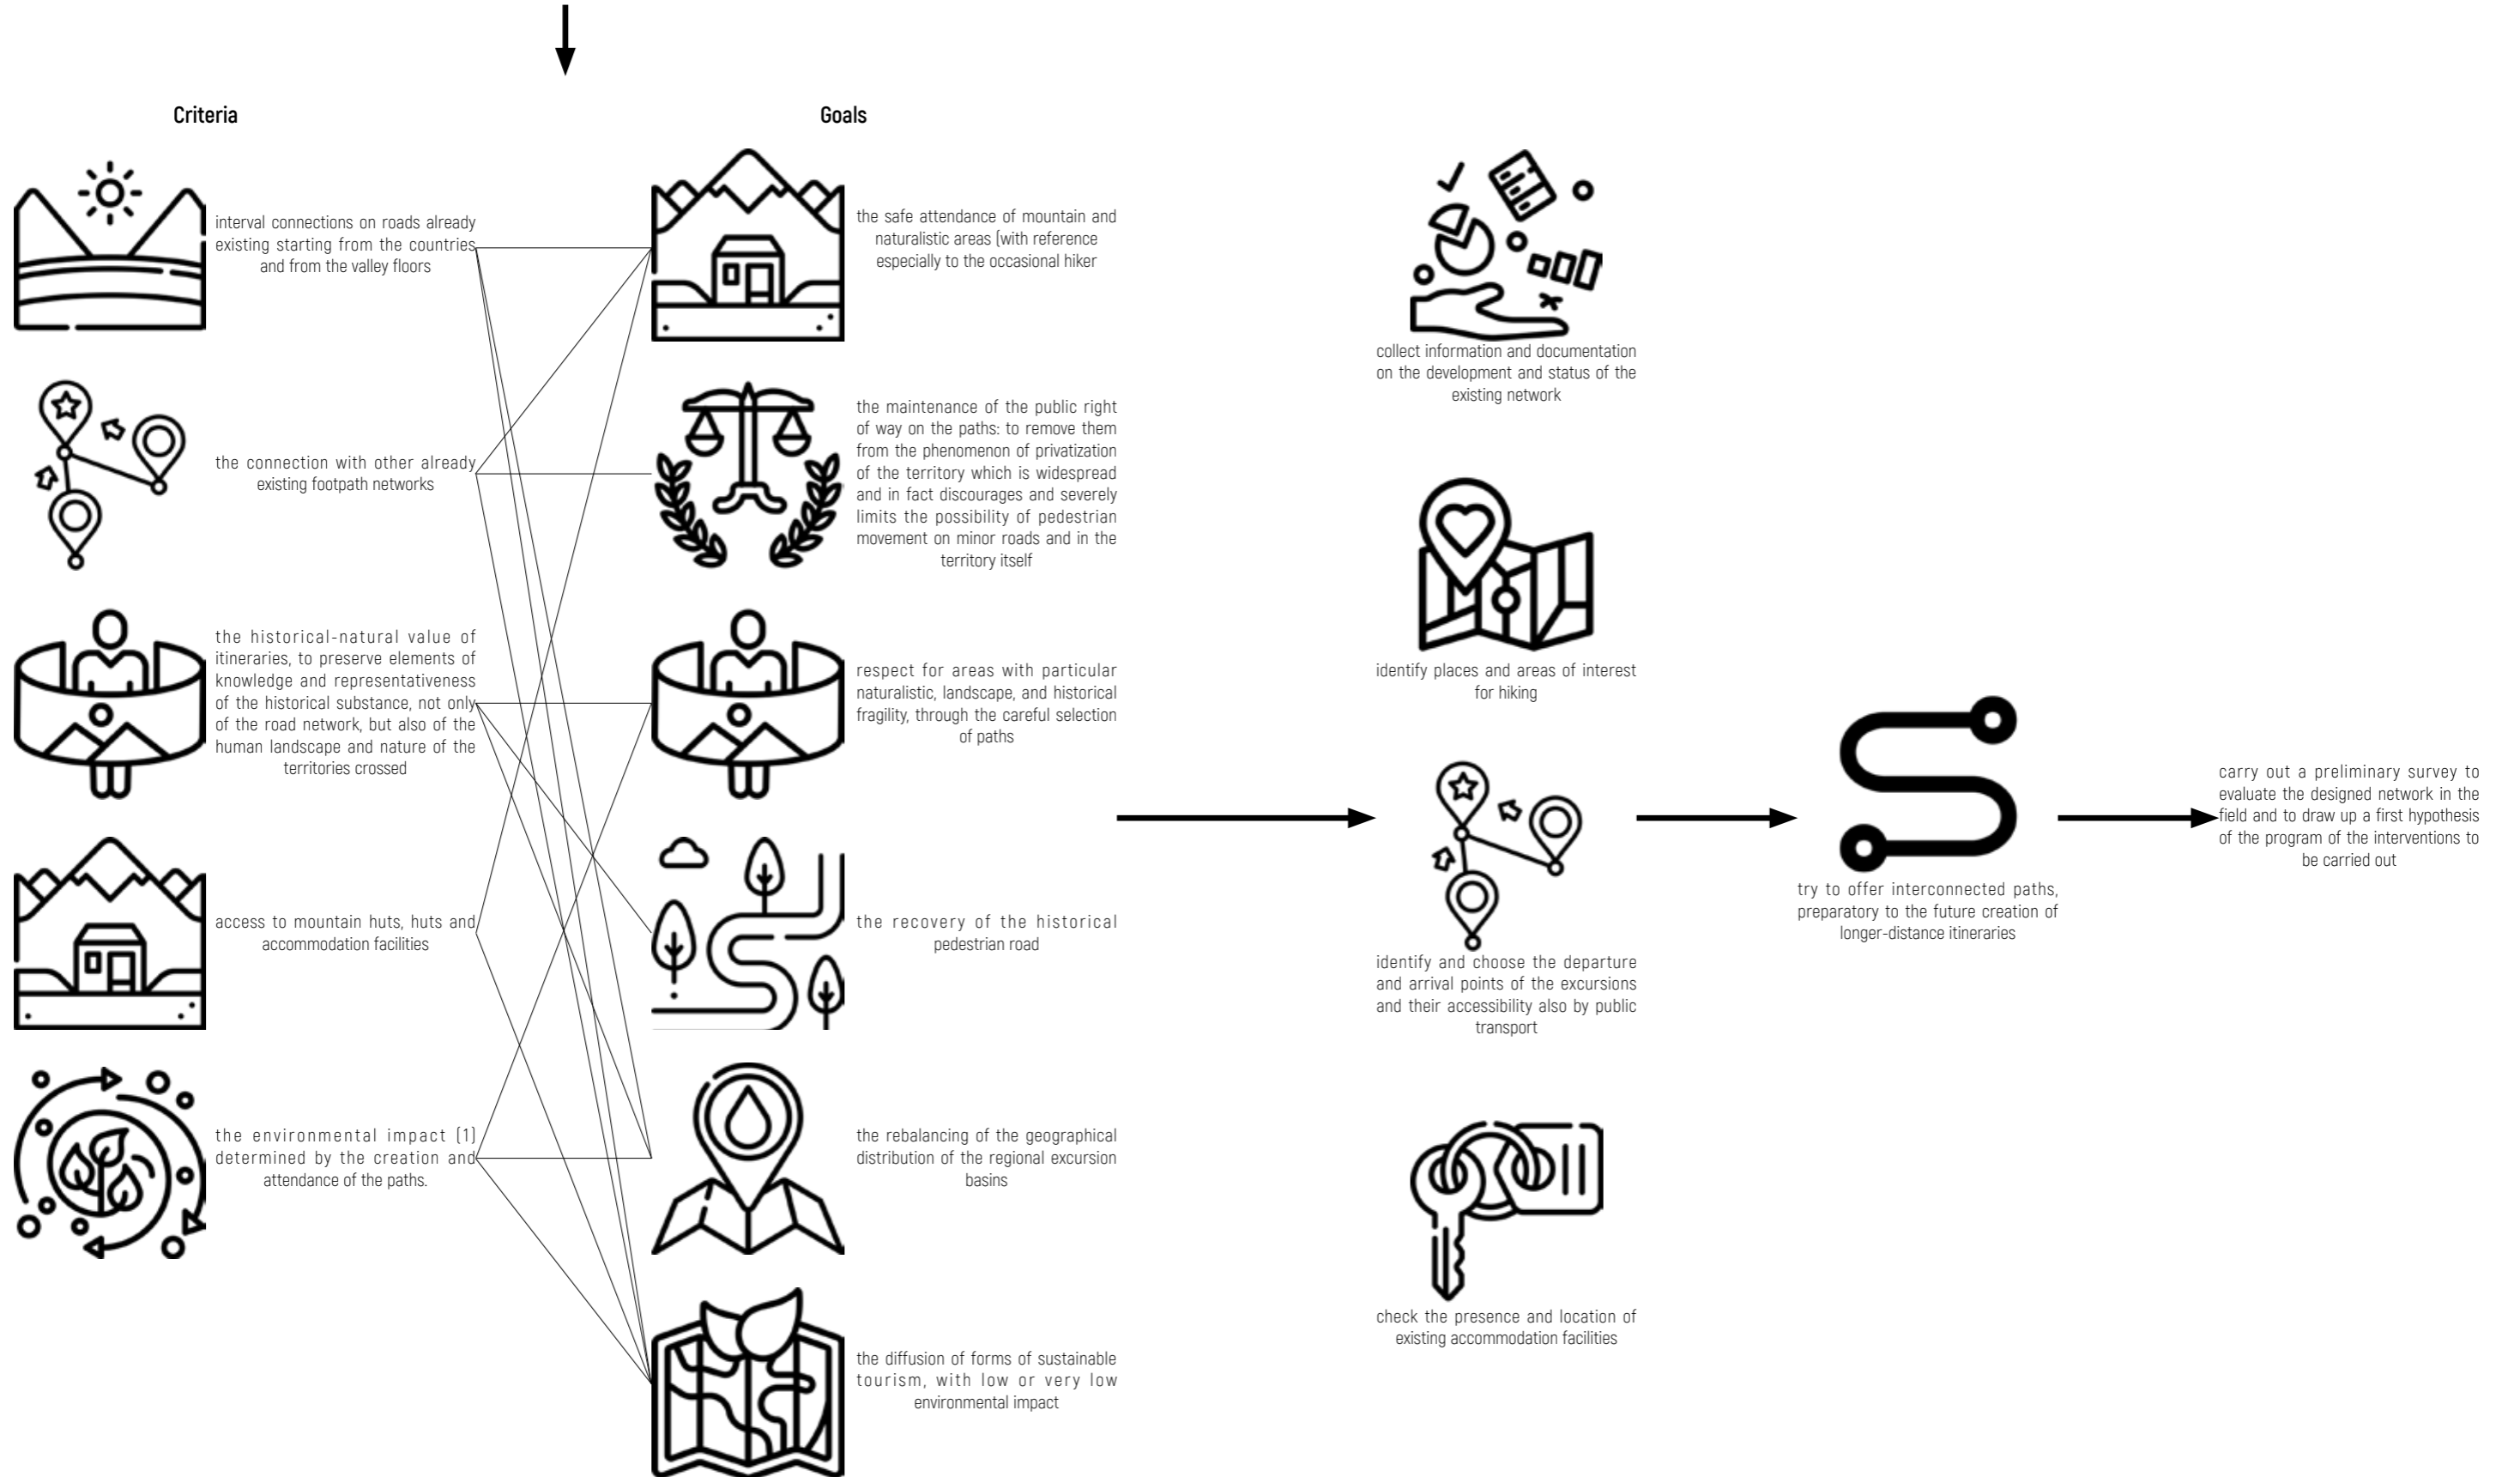 Criteria
interval connections on roads already
existing starting from the countries
and from the valley floors
the connection with other already
existing footpath networks
the historical-natural value of
itineraries, to preserve elements of
knowledge and representativeness
of the historical substance, not only
of the road network, but also of the
human landscape and nature of the
territories crossed
access to mountain huts, huts and
accommodation facilities
the environmental impact (1)
determined by the creation and
attendance of the paths.
Goals
the safe attendance of mountain and
naturalistic areas (with reference
especially to the occasional hiker
the maintenance of the public right
of way on the paths: to remove them
from the phenomenon of privatization
of the territory which is widespread
and in fact discourages and severely
limits the possibility of pedestrian
movement on minor roads and in the
territory itself
respect for areas with particular
naturalistic, landscape, and historical
fragility, through the careful selection
of paths
the recovery of the historical
pedestrian road
the rebalancing of the geographical
distribution of the regional excursion
basins
the diffusion of forms of sustainable
tourism, with low or very low
environmental impact
collect information and documentation
on the development and status of the
existing network
identify places and areas of interest
for hiking
identify and choose the departure
and arrival points of the excursions
and their accessibility also by public
transport
check the presence and location of
existing accommodation facilities
try to offer interconnected paths,
preparatory to the future creation of
longer-distance itineraries
carry out a preliminary survey to
evaluate the designed network in the
field and to draw up a first hypothesis
of the program of the interventions to
be carried out